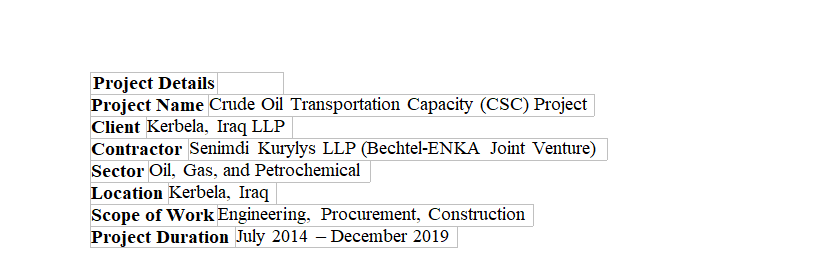 Project Details
Project Name Crude Oil Transportation Capacity (CSC) Project
Client Kerbela, Iraq LLP
Contractor Senimdi Kurylys LLP (Bechtel-ENKA Joint Venture)
Sector Oil, Gas, and Petrochemical
Location Kerbela, Iraq
Scope of Work Engineering, Procurement, Construction
Project Duration July 2014 – December 2019